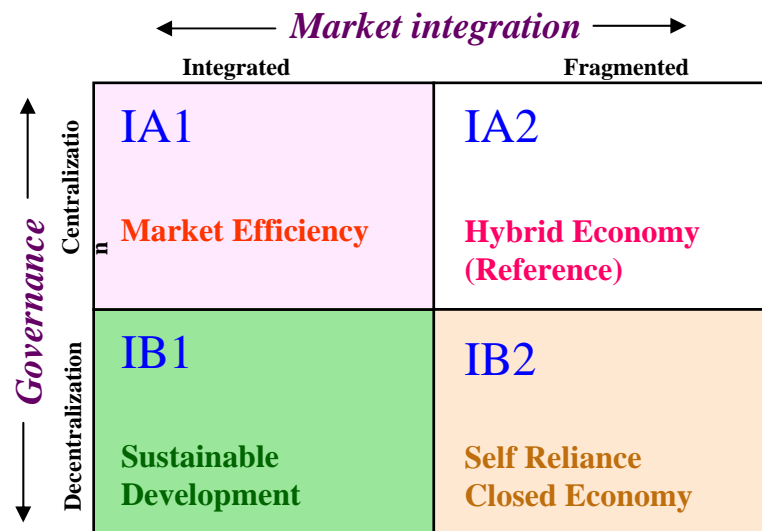 Market integration
Integrated
Fragmented
Governance
Centralizatio
n
IA1
Market Efficiency
IA2
Hybrid Economy
(Reference)
Decentralization
IB1
Sustainable
Development
IB2
Self Reliance
Closed Economy